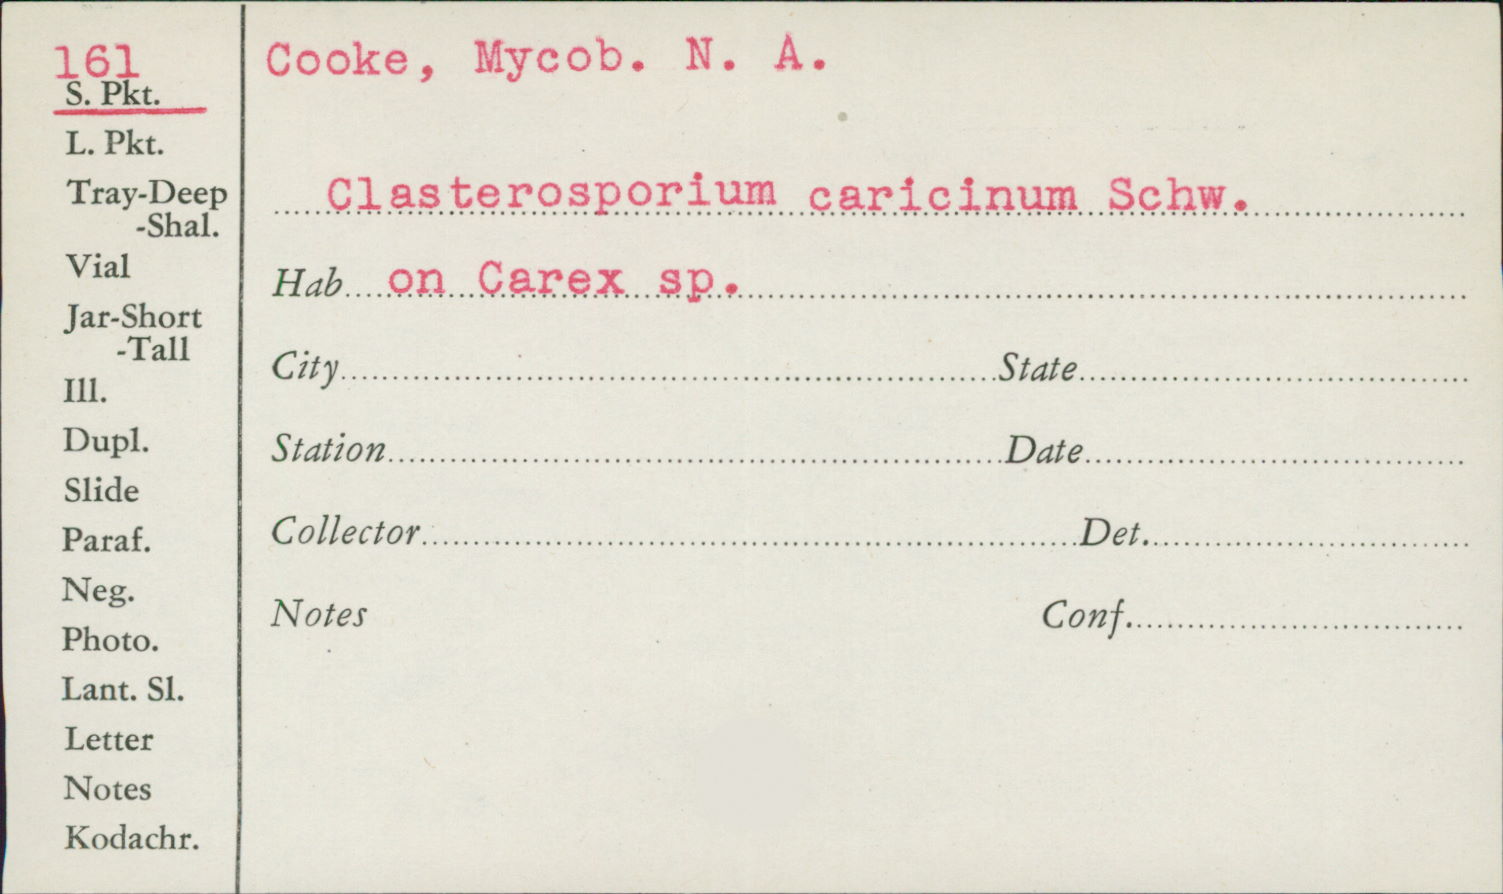 161
S. Pkt.
L. Pkt.
Tray-Deep
-Shal.
Vial
Jar-Short
-Tall
Ill.
Dupl.
Slide
Paraf.
Neg.
Photo.
Lant. Sl.
Letter
Notes
Kodachr.
Cooke, Mycob. N. A.
Clasterosporium caricinum Schw.
Hab. on Carex sp.
City State
Station Date
Collector Det.
Notes Conf.